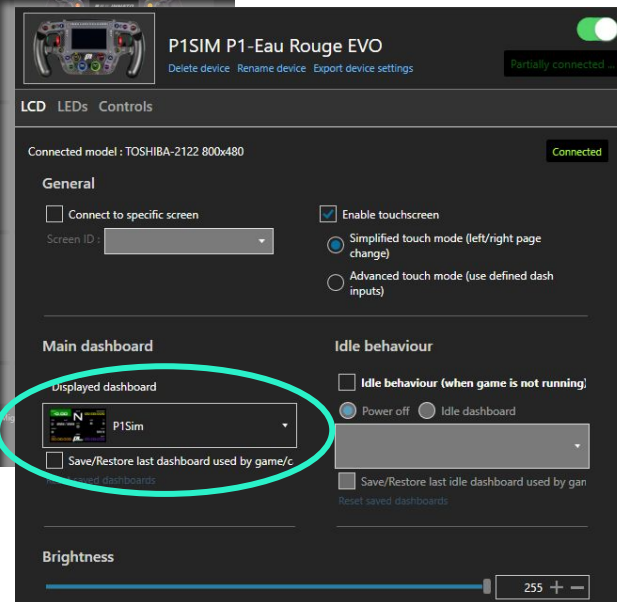 P1SIM P1-Eau Rouge EVO
Delete device Rename device Export device settings
Partially connected ...
LCD LEDs Controls
Connected model : TOSHIBA-2122 800x480
Connected
General
Connect to specific screen
Screen ID :
Enable touchscreen
Simplified touch mode (left/right page
change)
Advanced touch mode (use defined dash
inputs)
Main dashboard
Displayed dashboard
N
P1Sim
Save/Restore last dashboard used by game/c
Reset saved dashboards
Idle behaviour
Idle behaviour (when game is not running)
Power off Idle dashboard
Save/Restore last idle dashboard used by gam
Reset saved dashboards
Brightness
255 + −